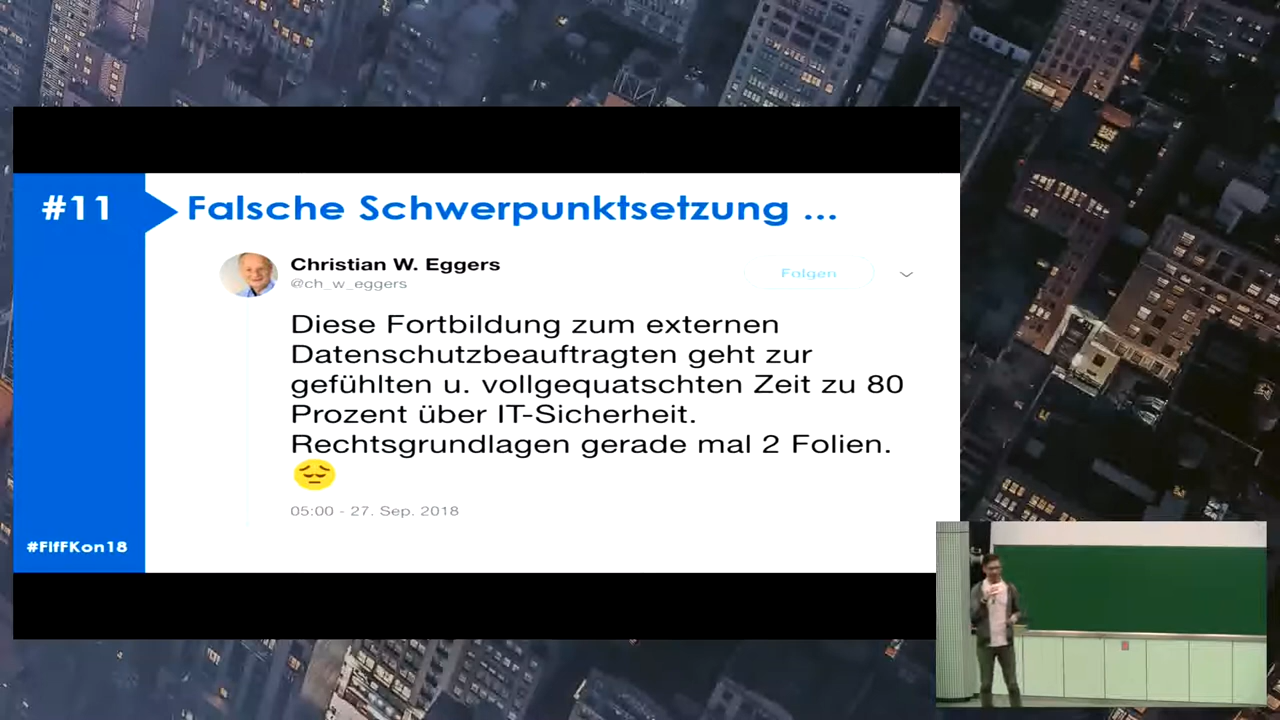 #11
Falsche Schwerpunktsetzung ...
Christian W. Eggers
@ch_w_eggers
Folgen
Diese Fortbildung zum externen
Datenschutzbeauftragten geht zur
gefühlten u. vollgequatschten Zeit zu 80
Prozent über IT-Sicherheit.
Rechtsgrundlagen gerade mal 2 Folien.
😔
05:00 - 27. Sep. 2018
#FIfFKon18